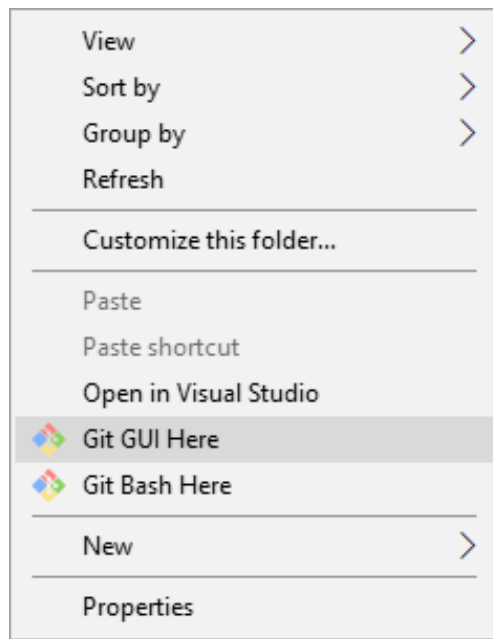 View
Sort by
Group by
Refresh
Customize this folder...
Paste
Paste shortcut
Open in Visual Studio
Git GUI Here
Git Bash Here
New
Properties